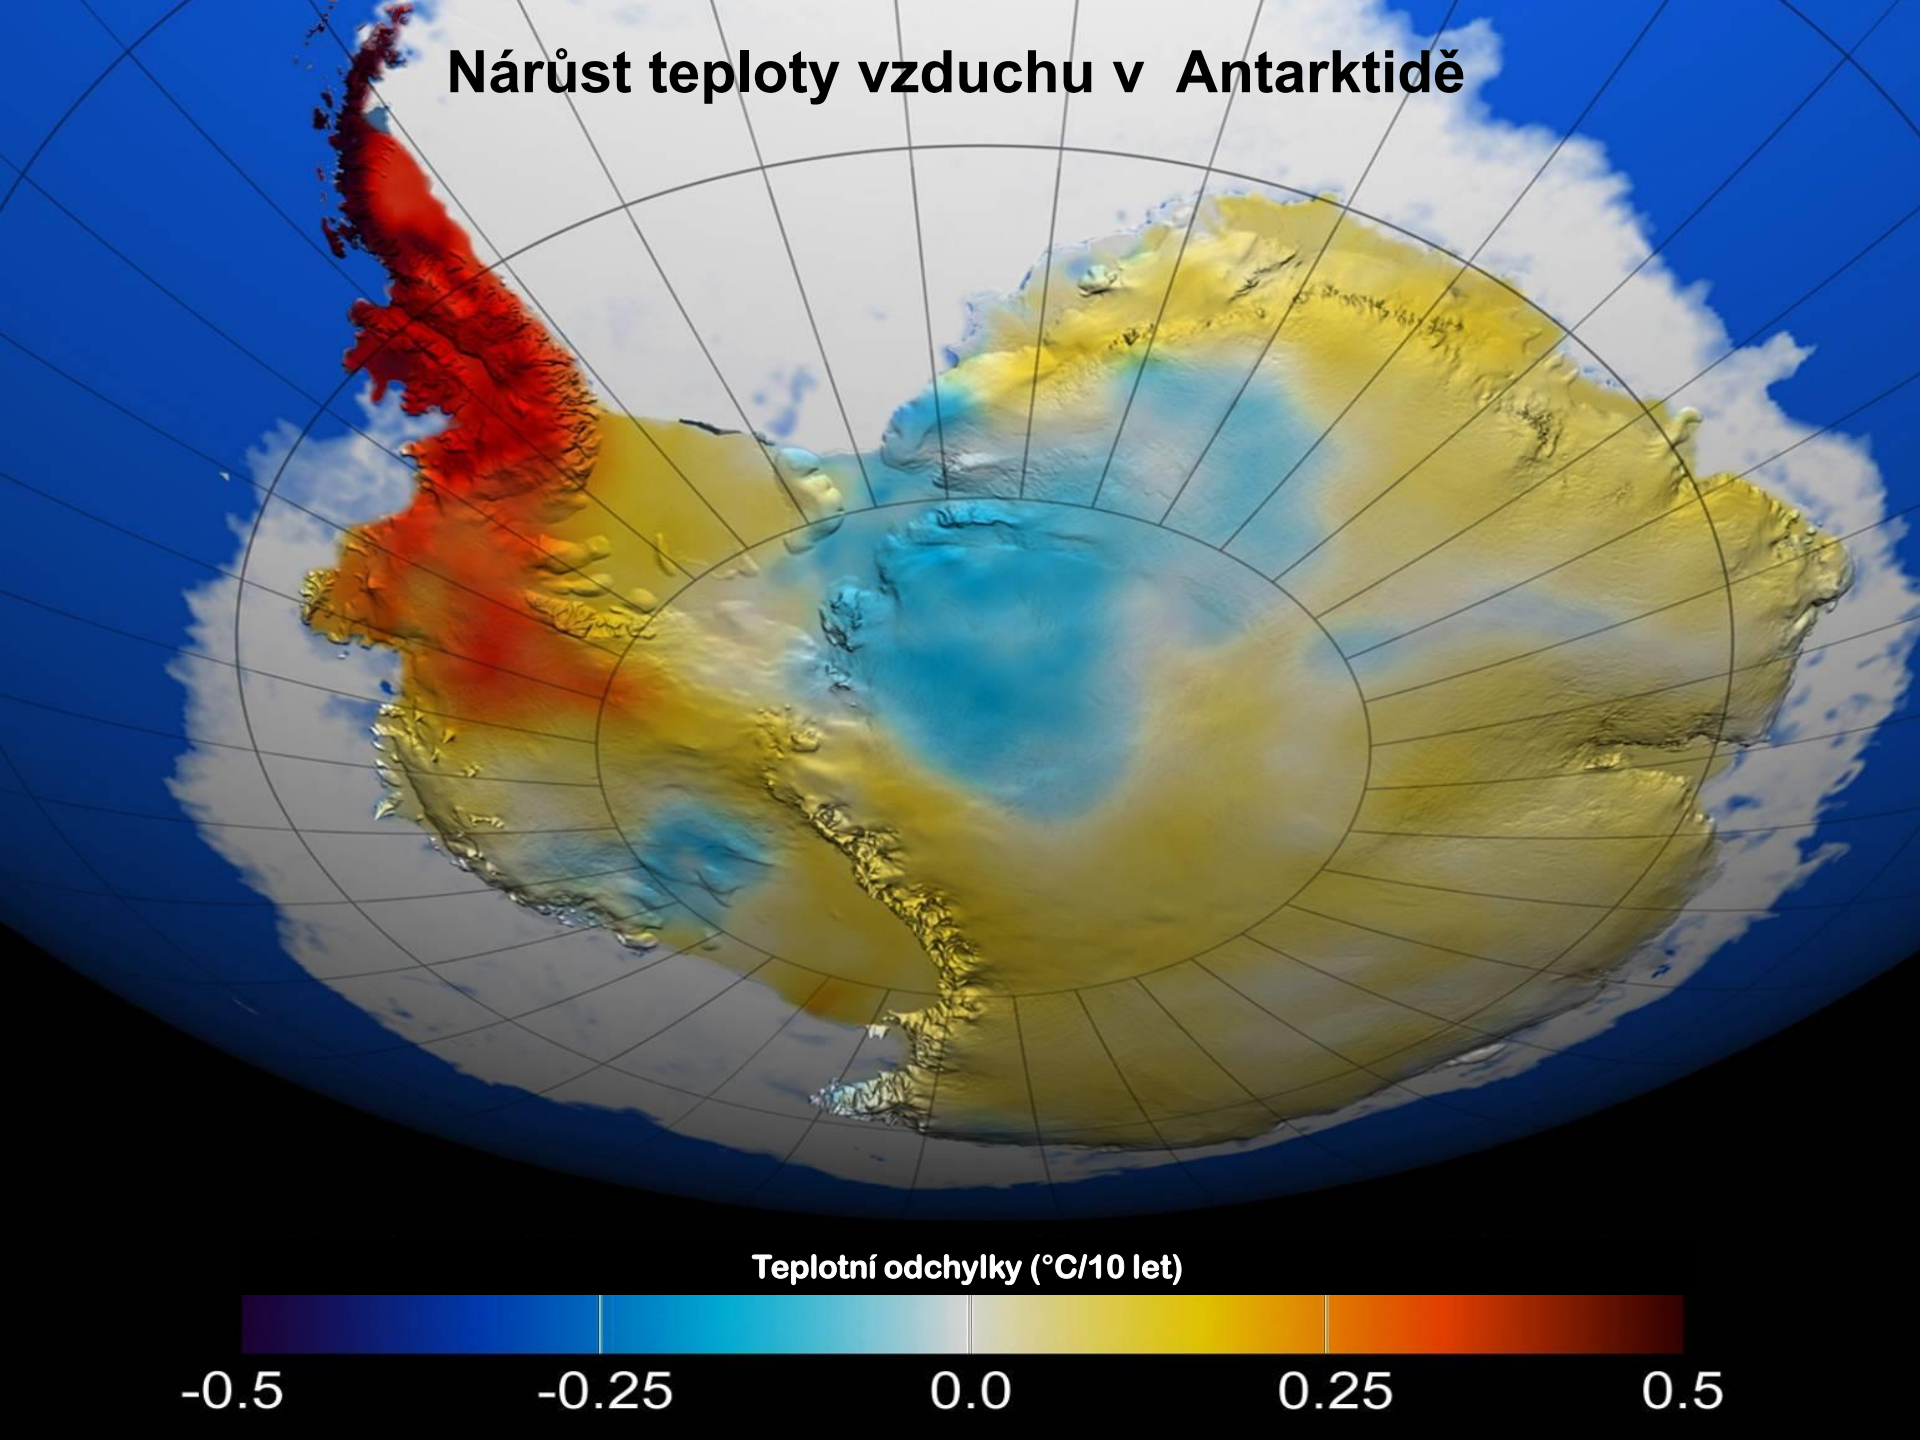 Nárůst teploty vzduchu v  Antarktidě
Teplotní odchylky (°C/10 let)
-0.5 -0.25 0.0 0.25 0.5